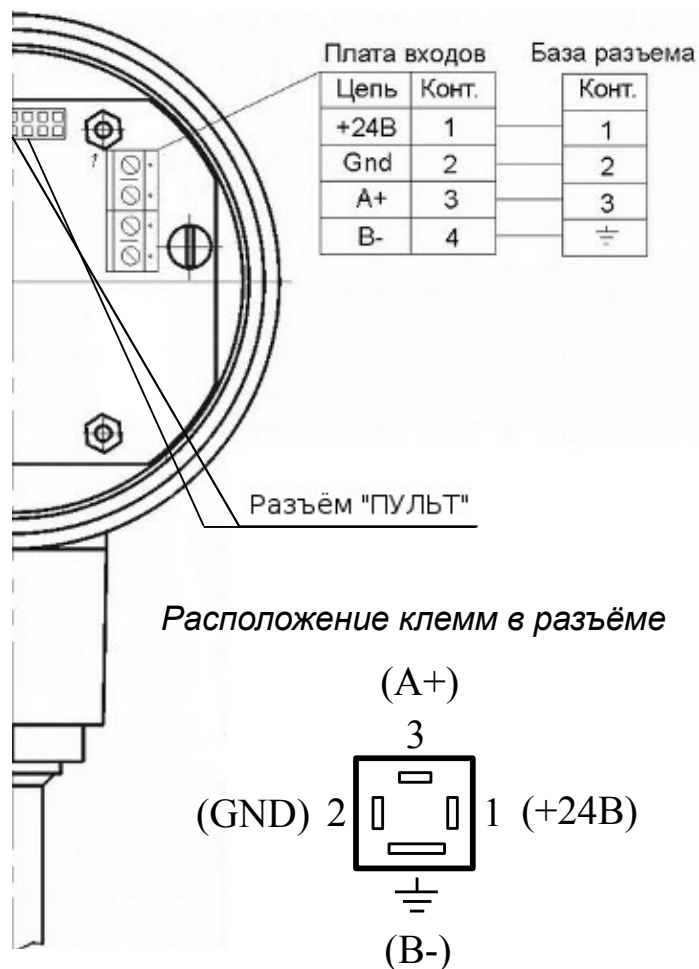 Плата входов База разъема
Цепь Конт. Конт.
+24В 1 1
Gnd 2 2
А+ 3 3
В- 4
1
Разъём "ПУЛЬТ"
Расположение клемм в разъёме
(А+)
3
(GND) 2 1 (+24В)
(В-)